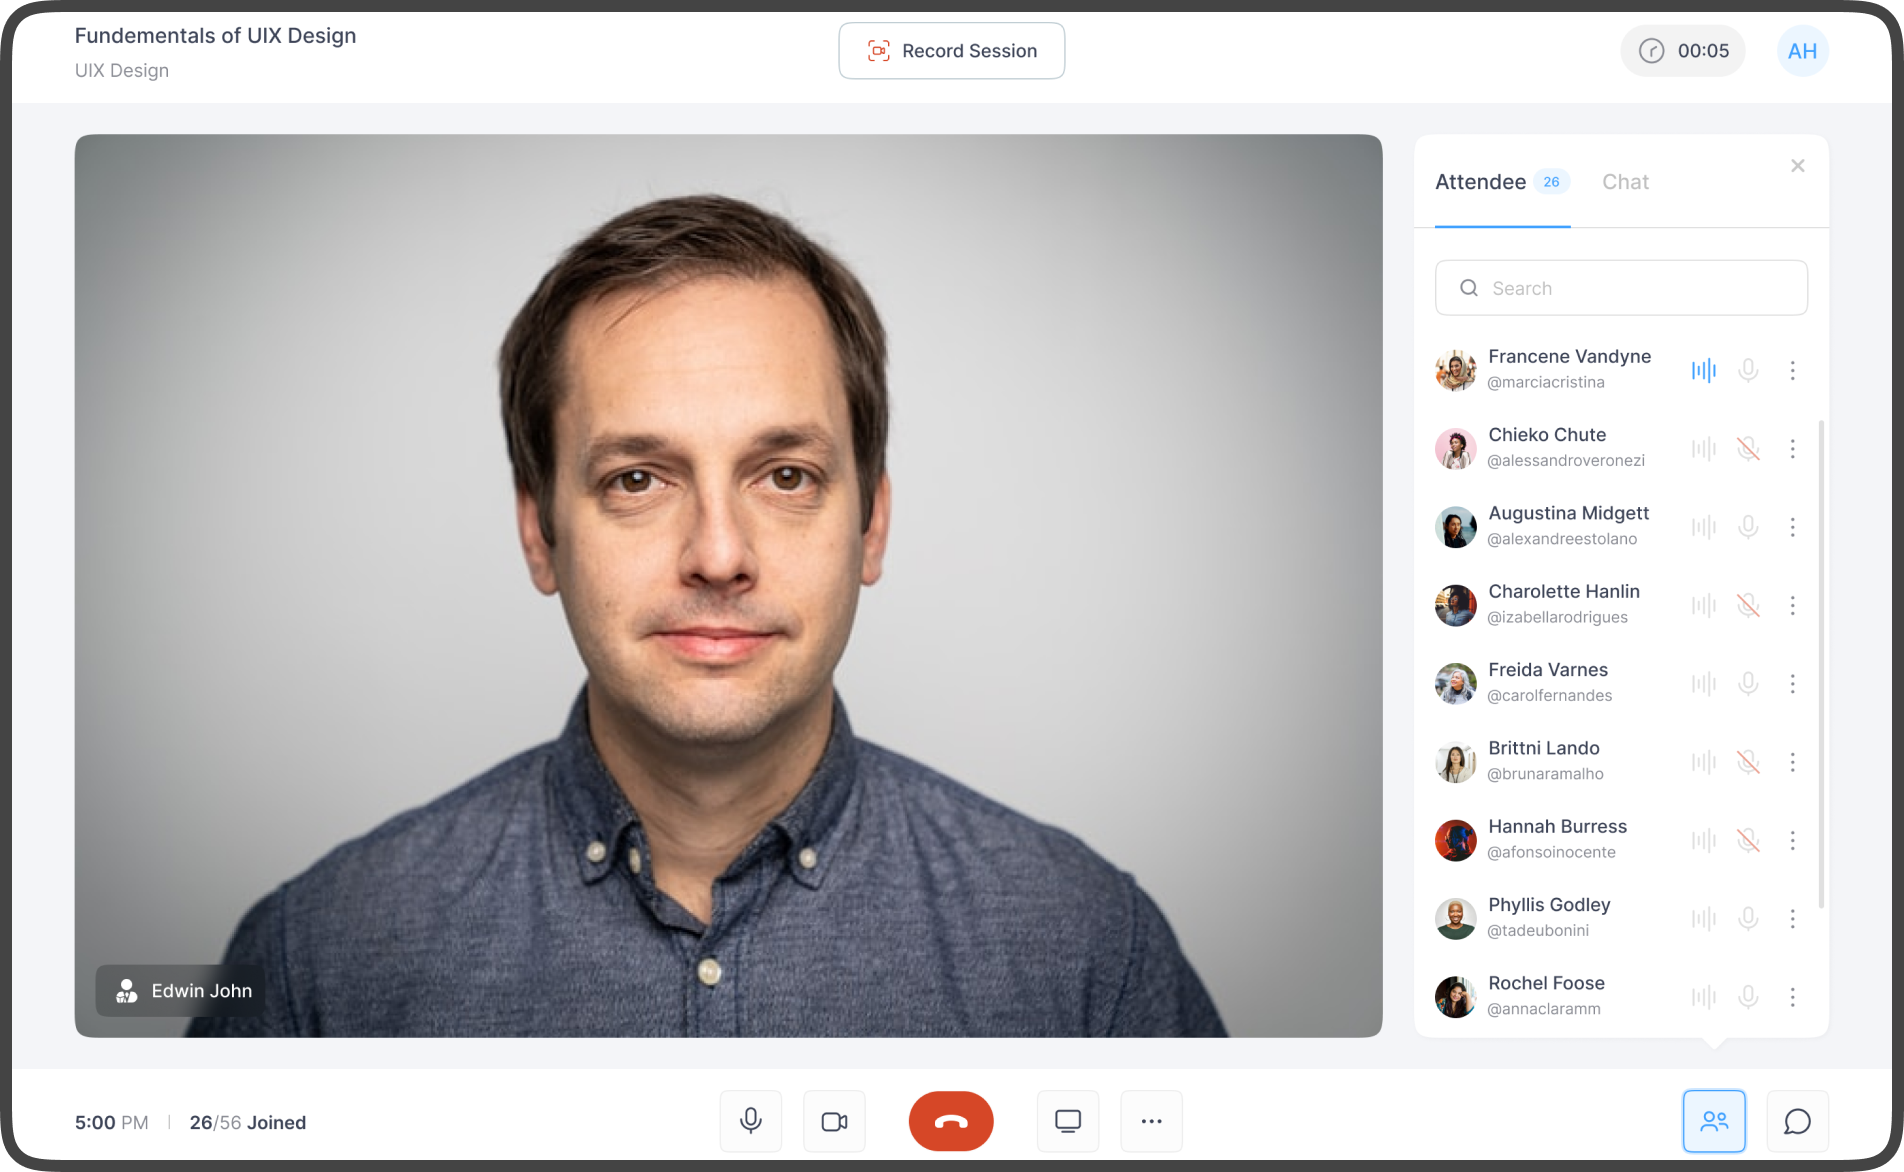 Fundementals of UIX Design
UIX Design
Record Session
00:05
AH
Edwin John
Attendee 26
Chat
Search
Francene Vandyne
@marciacristina
Chieko Chute
@alessandroveronezi
Augustina Midgett
@alexandreestolano
Charolette Hanlin
@izabellarodrigues
Freida Varnes
@carolfernandes
Brittni Lando
@brunaramalho
Hannah Burress
@afonsoinocente
Phyllis Godley
@tadeubonini
Rochel Foose
@annaclaramm
5:00 PM
26/56 Joined